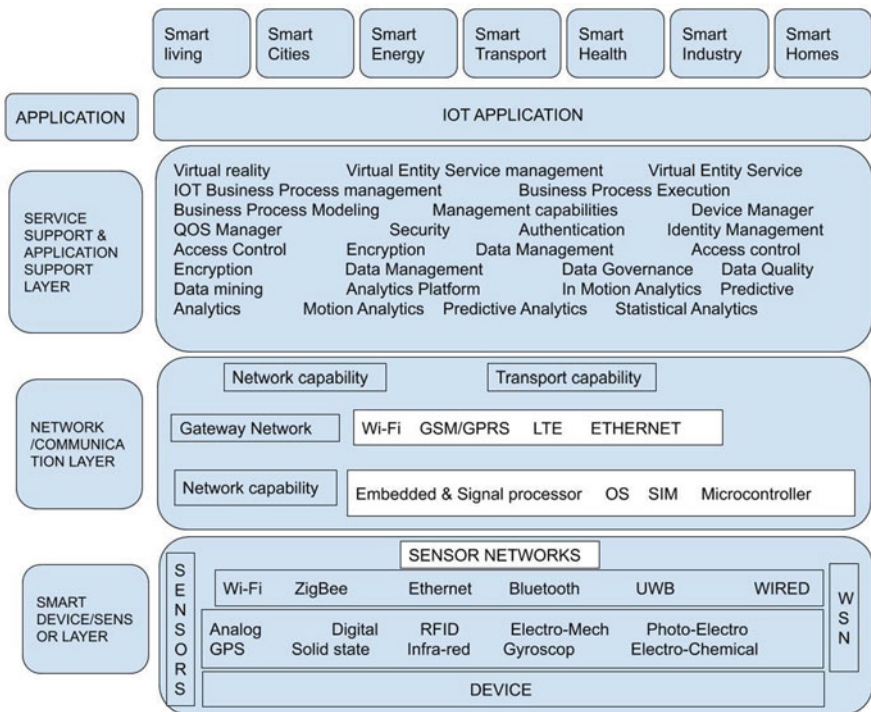 Smart living
Smart Cities
Smart Energy
Smart Transport
Smart Health
Smart Industry
Smart Homes
APPLICATION
IOT APPLICATION
SERVICE
SUPPORT &
APPLICATION
SUPPORT
LAYER
Virtual reality Virtual Entity Service management Virtual Entity Service
IOT Business Process management Business Process Execution
Business Process Modeling Management capabilities Device Manager
QOS Manager Security Authentication Identity Management
Access Control Encryption Data Management Access control
Encryption Data Management Data Governance Data Quality
Data mining Analytics Platform In Motion Analytics Predictive
Analytics Motion Analytics Predictive Analytics Statistical Analytics
NETWORK
/COMMUNICA
TION LAYER
Network capability Transport capability
Gateway Network Wi-Fi GSM/GPRS LTE ETHERNET
Network capability Embedded & Signal processor OS SIM Microcontroller
SMART
DEVICE/SENS
OR LAYER
SENSORS
SENSOR NETWORKS
Wi-Fi ZigBee Ethernet Bluetooth UWB WIRED
Analog Digital RFID Electro-Mech Photo-Electro
GPS Solid state Infra-red Gyroscop Electro-Chemical
DEVICE
WSN